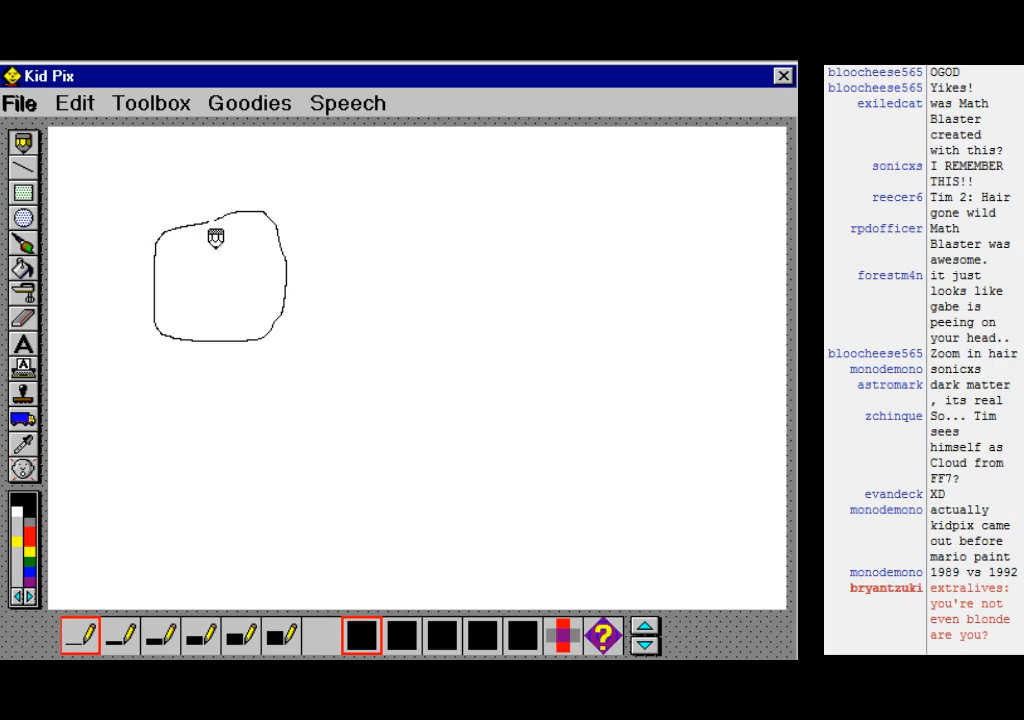 Kid Pix
File Edit Toolbox Goodies Speech
A
A
?
bloocheese565 OGOD
bloocheese565 Yikes!
exiledcat was Math
Blaster
created
with this?
sonicxs I REMEMBER
THIS!!
reecer6 Tim 2: Hair
gone wild
rpdofficer Math
Blaster was
awesome.
forestm4n it just
looks like
gabe is
peeing on
your head..
bloocheese565 Zoom in hair
monodemono sonicxs
astromark dark matter
, its real
zchinque So... Tim
sees
himself as
Cloud from
FF7?
evandeck XD
monodemono actually
kidpix came
out before
mario paint
monodemono 1989 vs 1992
bryantzuki extralives:
you're not
even blonde
are you?